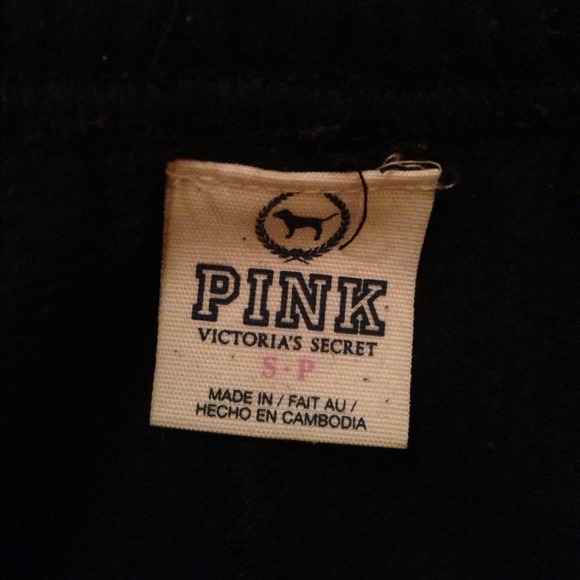 PINK
VICTORIA'S SECRET
S·P
MADE IN / FAIT AU /
HECHO EN CAMBODIA